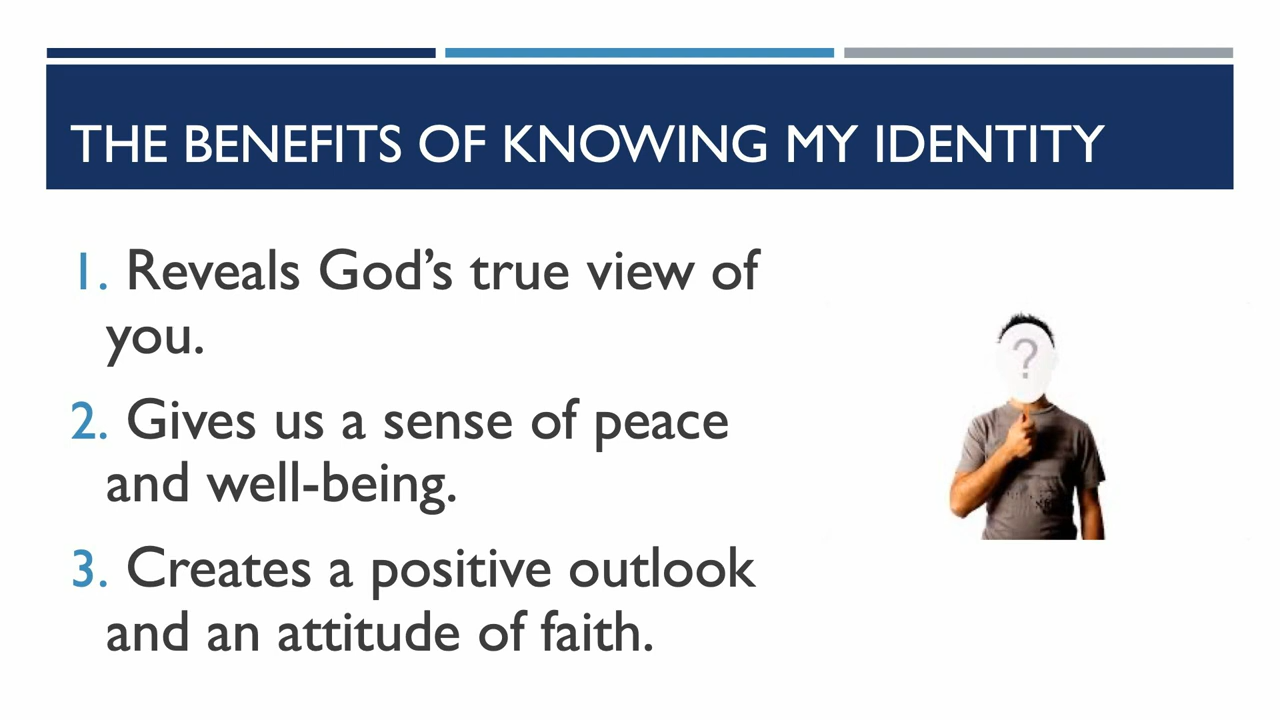 THE BENEFITS OF KNOWING MY IDENTITY
1. Reveals God’s true view of
you.
2. Gives us a sense of peace
and well-being.
3. Creates a positive outlook
and an attitude of faith.
?